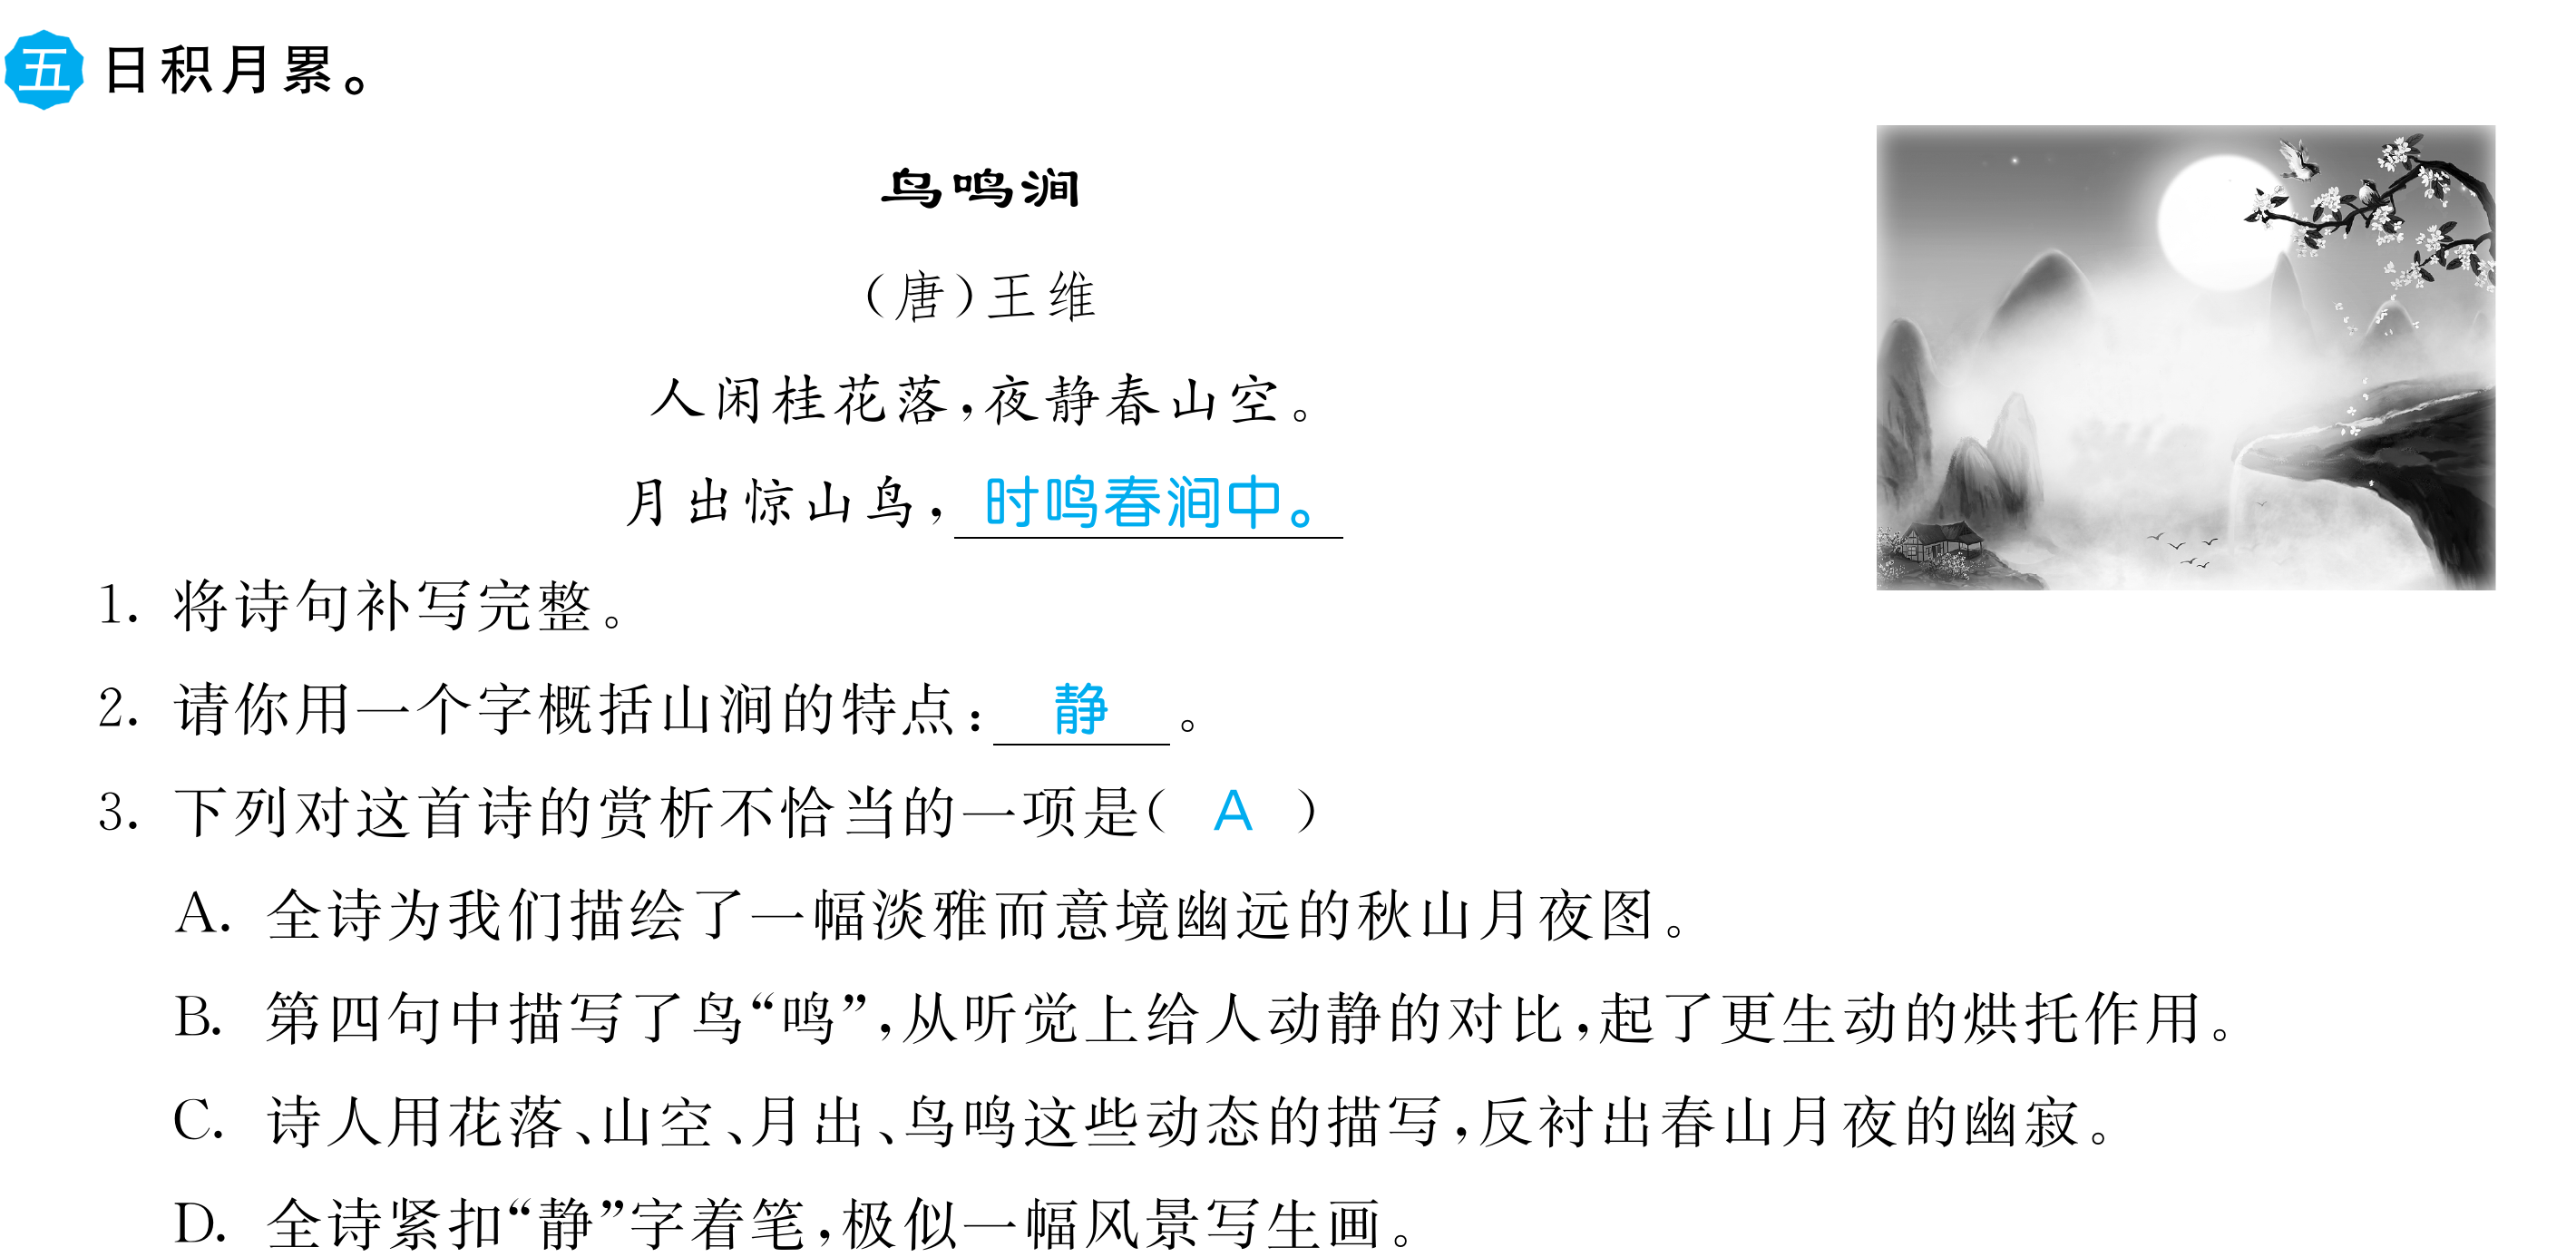 五 日积月累。
鸟鸣涧
（唐）王维
人闲桂花落，夜静春山空。
月出惊山鸟，时鸣春涧中。
1. 将诗句补写完整。
2. 请你用一个字概括山涧的特点：静。
3. 下列对这首诗的赏析不恰当的一项是（ A ）
A. 全诗为我们描绘了一幅淡雅而意境幽远的秋山月夜图。
B. 第四句中描写了鸟“鸣”，从听觉上给人动静的对比，起了更生动的烘托作用。
C. 诗人用花落、山空、月出、鸟鸣这些动态的描写，反衬出春山月夜的幽寂。
D. 全诗紧扣“静”字着笔，极似一幅风景写生画。